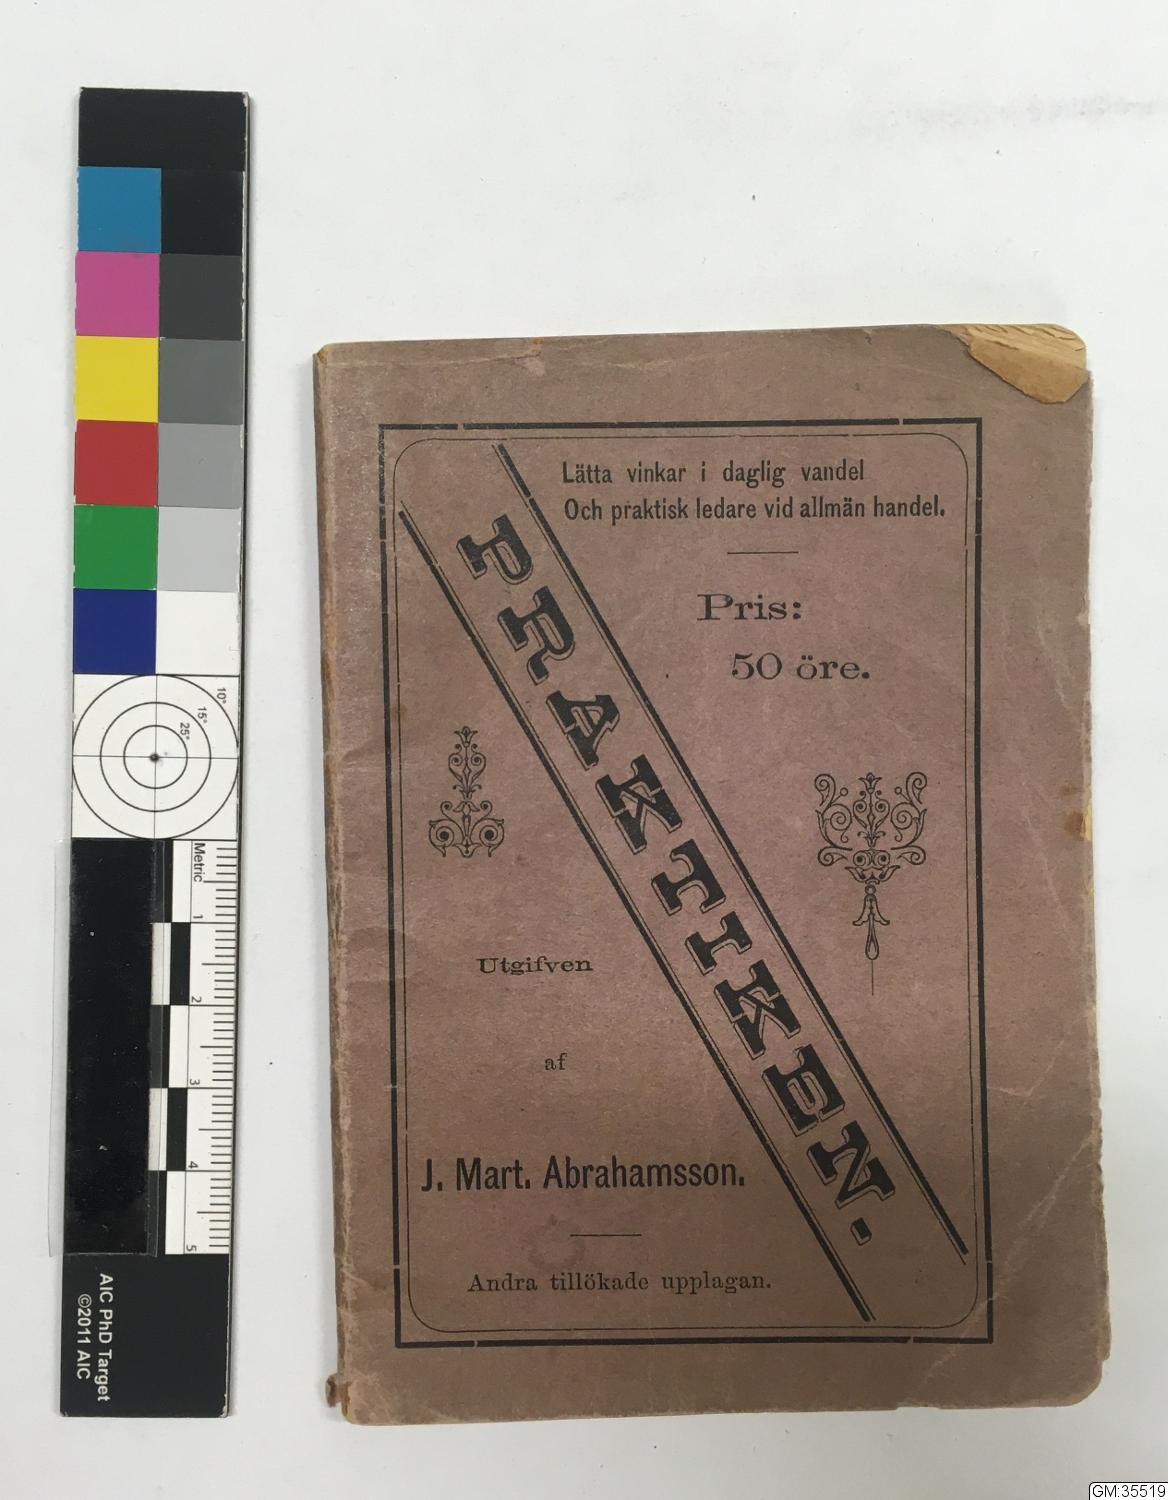 Lätta vinkar i daglig vandel
Och praktisk ledare vid allmän handel.
Pris:
50 öre.
PRAKTIKEN.
Utgifven
af
J. Mart. Abrahamsson.
Andra tillökade upplagan.
10°
15°
25°
Metric
1
2
3
4
5
AIC PhD Target
©2011 AIC
GM:35519